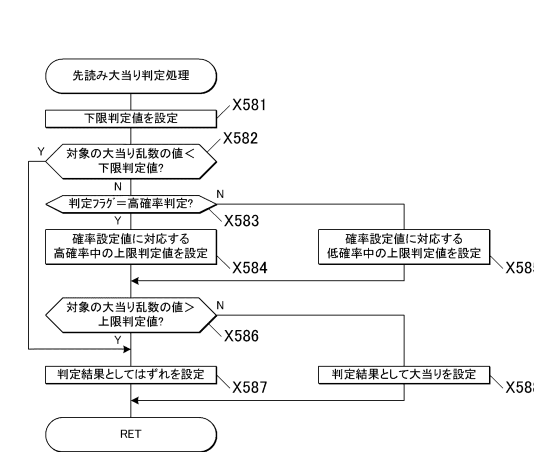 先読み大当り判定処理
X581
下限判定値を設定
X582
Y
対象の大当り乱数の値＜
下限判定値?
N
判定フラグ＝高確率判定?
N
X583
Y
確率設定値に対応する
高確率中の上限判定値を設定
X584
確率設定値に対応する
低確率中の上限判定値を設定
X585
対象の大当り乱数の値＞
上限判定値?
N
X586
Y
判定結果としてはずれを設定
X587
判定結果として大当りを設定
X588
RET